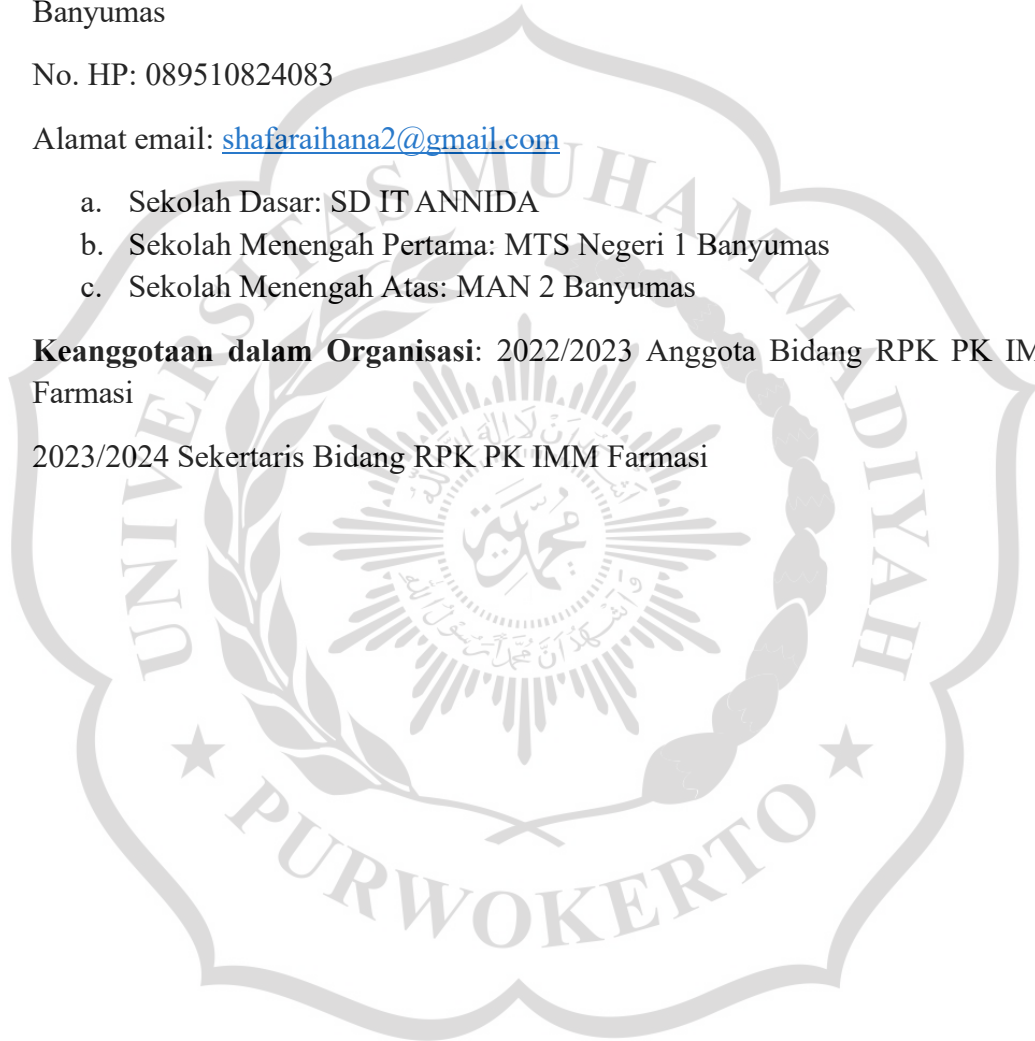 Banyumas
No. HP: 089510824083
Alamat email: shafaraihana2@gmail.com
a. Sekolah Dasar: SD IT ANNIDA
b. Sekolah Menengah Pertama: MTS Negeri 1 Banyumas
c. Sekolah Menengah Atas: MAN 2 Banyumas
Keanggotaan dalam Organisasi: 2022/2023 Anggota Bidang RPK PK
Farmasi
2023/2024 Sekertaris Bidang RPK PK IMM Farmasi
UNIVERSITAS MUHAMMADIYAH
PURWOKERTO